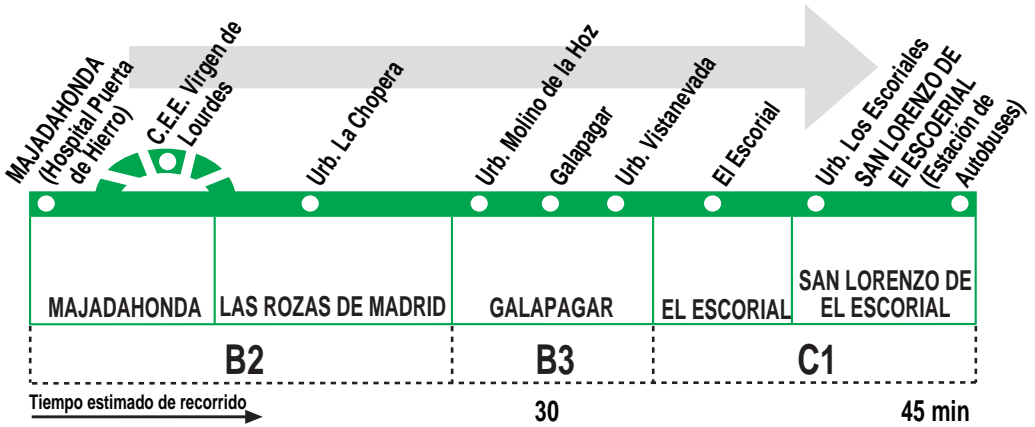 MAJADAHONDA
(Hospital Puerta
de Hierro)
C.E.E. Virgen de
Lourdes
Urb. La Chopera
Urb. Molino de la Hoz
Galapagar
Urb. Vistanevada
El Escorial
Urb. Los Escoriales
SAN LORENZO DE
El ESCOERIAL
(Estación de
Autobuses)
MAJADAHONDA
LAS ROZAS DE MADRID
GALAPAGAR
EL ESCORIAL
SAN LORENZO DE
EL ESCORIAL
B2
B3
C1
Tiempo estimado de recorrido
30
45 min